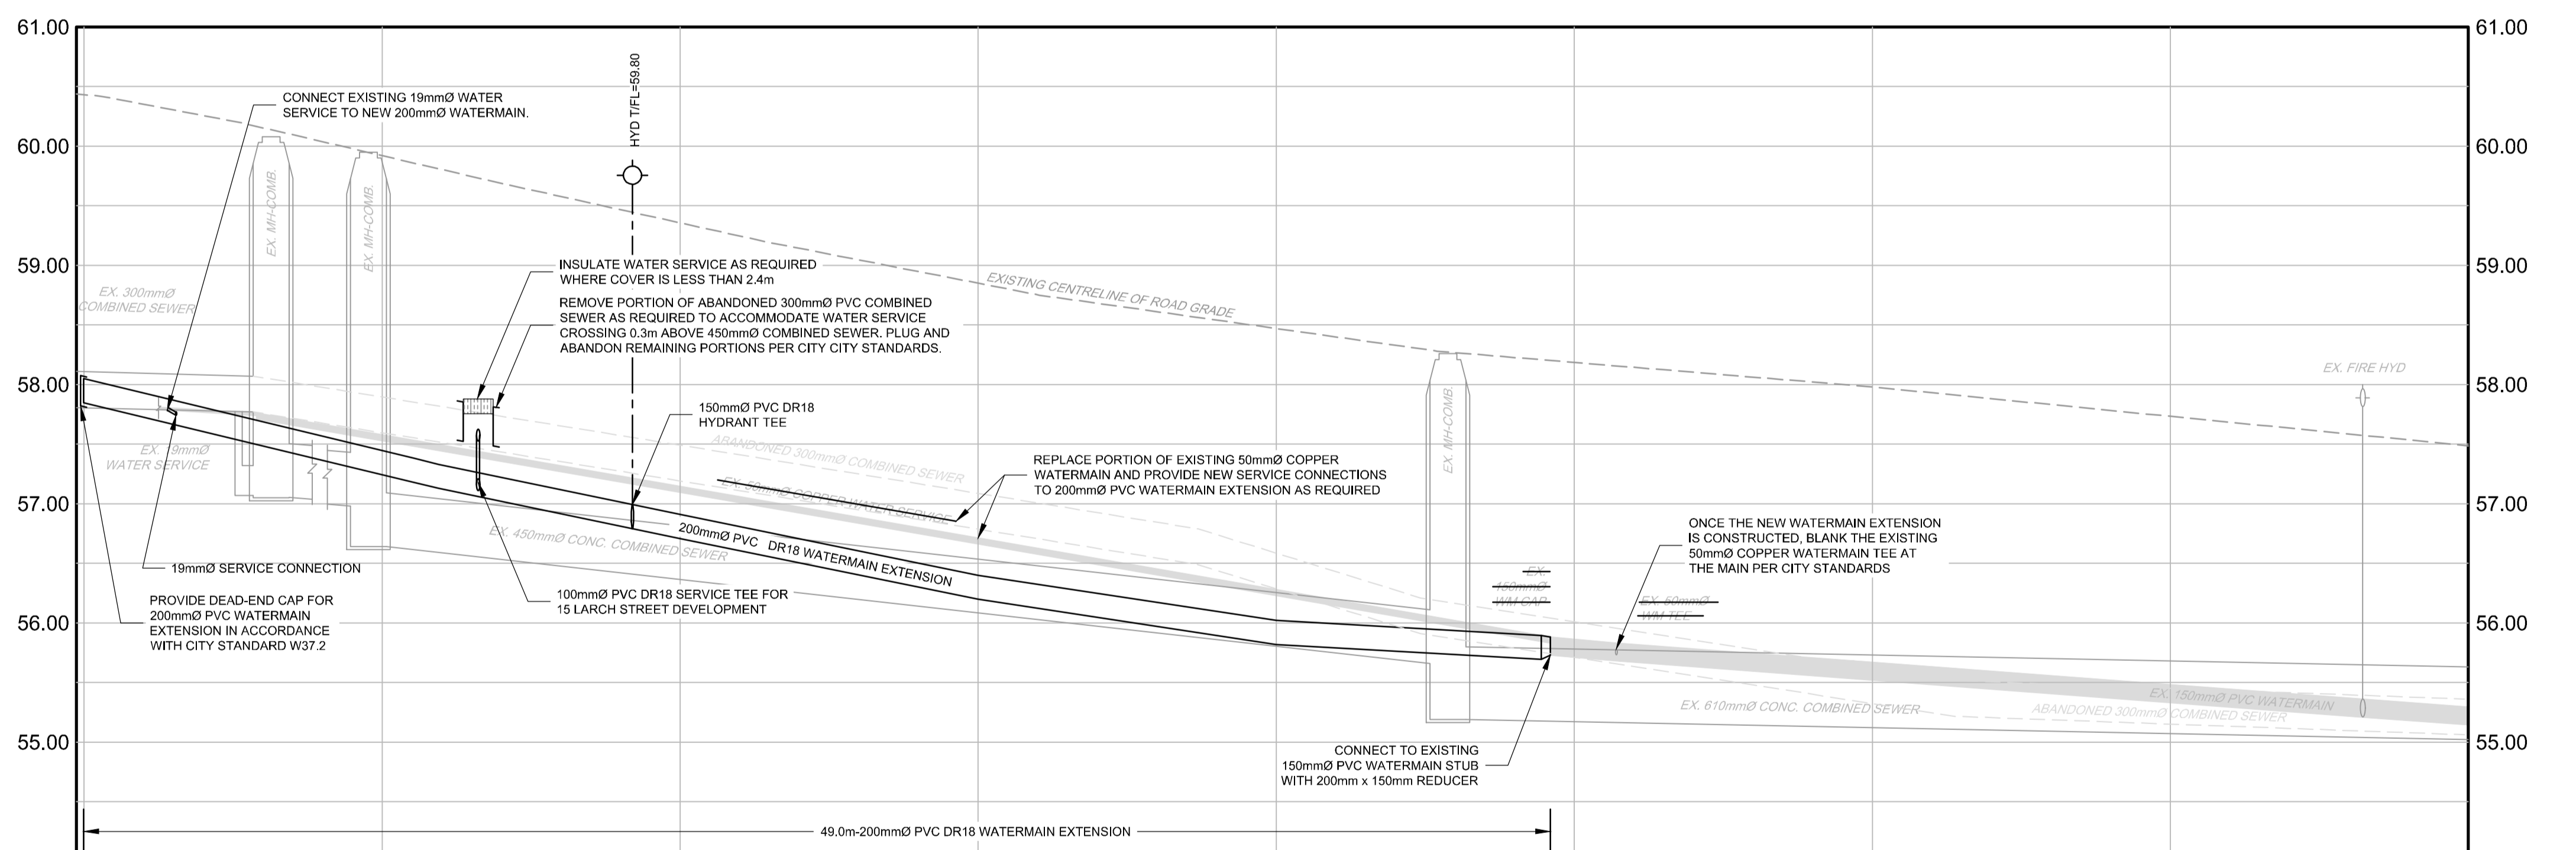 61.00
61.00
60.00
60.00
59.00
59.00
58.00
58.00
57.00
57.00
56.00
56.00
55.00
55.00
CONNECT EXISTING 19mmØ WATER
SERVICE TO NEW 200mmØ WATERMAIN.
HYD T/FL=59.80
EX. MH-COMB.
EX. MH-COMB.
EX. 300mmØ
COMBINED SEWER
INSULATE WATER SERVICE AS REQUIRED
WHERE COVER IS LESS THAN 2.4m
REMOVE PORTION OF ABANDONED 300mmØ PVC COMBINED
SEWER AS REQUIRED TO ACCOMMODATE WATER SERVICE
CROSSING 0.3m ABOVE 450mmØ COMBINED SEWER. PLUG AND
ABANDON REMAINING PORTIONS PER CITY CITY STANDARDS.
EXISTING CENTRELINE OF ROAD GRADE
EX. FIRE HYD
150mmØ PVC DR18
HYDRANT TEE
ABANDONED 300mmØ COMBINED SEWER
EX. 50mmØ COPPER WATER SERVICE
REPLACE PORTION OF EXISTING 50mmØ COPPER
WATERMAIN AND PROVIDE NEW SERVICE CONNECTIONS
TO 200mmØ PVC WATERMAIN EXTENSION AS REQUIRED
EX. MH-COMB.
EX. 19mmØ
WATER SERVICE
EX. 450mmØ CONC. COMBINED SEWER
200mmØ PVC DR18 WATERMAIN EXTENSION
19mmØ SERVICE CONNECTION
PROVIDE DEAD-END CAP FOR
200mmØ PVC WATERMAIN
EXTENSION IN ACCORDANCE
WITH CITY STANDARD W37.2
100mmØ PVC DR18 SERVICE TEE FOR
15 LARCH STREET DEVELOPMENT
EX.
150mmØ
WM CAP
EX. 50mmØ
WM TEE
ONCE THE NEW WATERMAIN EXTENSION
IS CONSTRUCTED, BLANK THE EXISTING
50mmØ COPPER WATERMAIN TEE AT
THE MAIN PER CITY STANDARDS
EX. 150mmØ PVC WATERMAIN
EX. 610mmØ CONC. COMBINED SEWER
ABANDONED 300mmØ COMBINED SEWER
CONNECT TO EXISTING
150mmØ PVC WATERMAIN STUB
WITH 200mm x 150mm REDUCER
49.0m-200mmØ PVC DR18 WATERMAIN EXTENSION